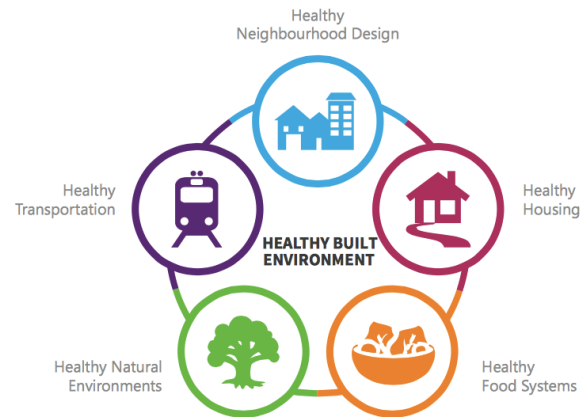 Healthy
Neighbourhood Design
Healthy
Transportation
Healthy
Housing
HEALTHY BUILT
ENVIRONMENT
Healthy Natural
Environments
Healthy
Food Systems